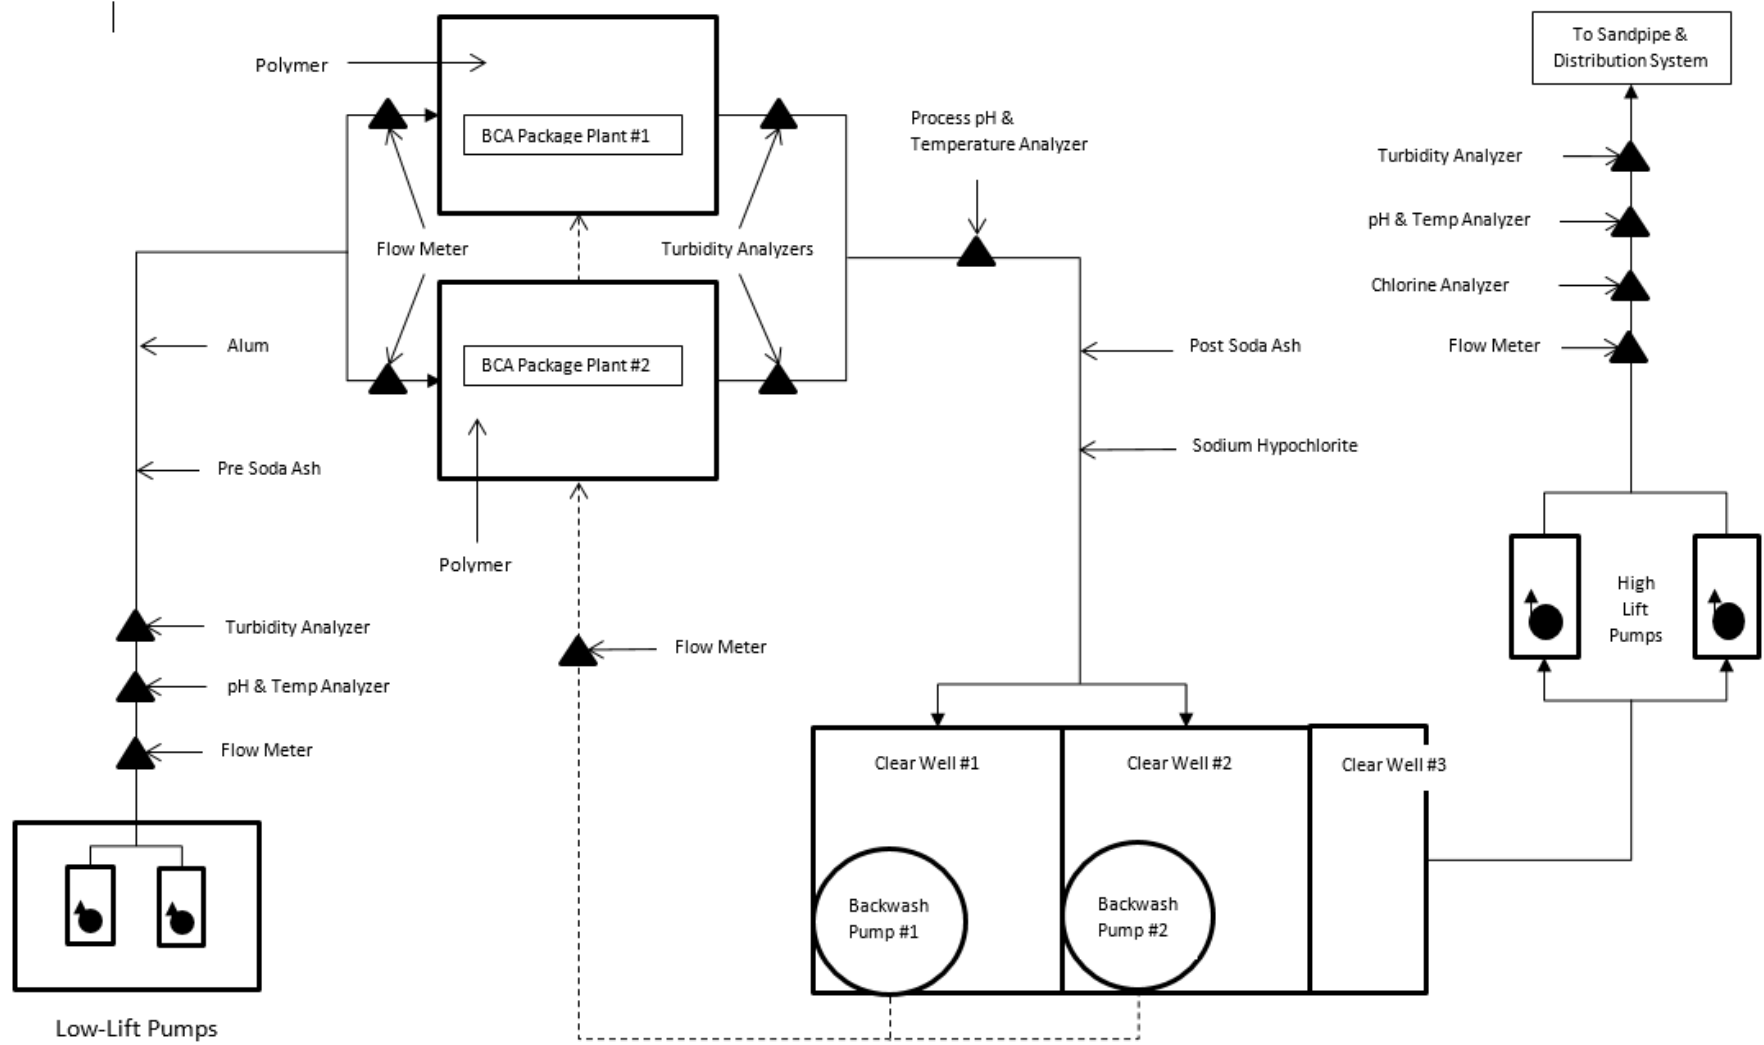 To Sandpipe &
Distribution System
Polymer
BCA Package Plant #1
Process pH &
Temperature Analyzer
Turbidity Analyzer
pH & Temp Analyzer
Flow Meter
Turbidity Analyzers
Chlorine Analyzer
Alum
BCA Package Plant #2
Post Soda Ash
Flow Meter
Pre Soda Ash
Sodium Hypochlorite
Polymer
High
Lift
Pumps
Turbidity Analyzer
Flow Meter
pH & Temp Analyzer
Flow Meter
Clear Well #1
Clear Well #2
Clear Well #3
Backwash
Pump #1
Backwash
Pump #2
Low-Lift Pumps